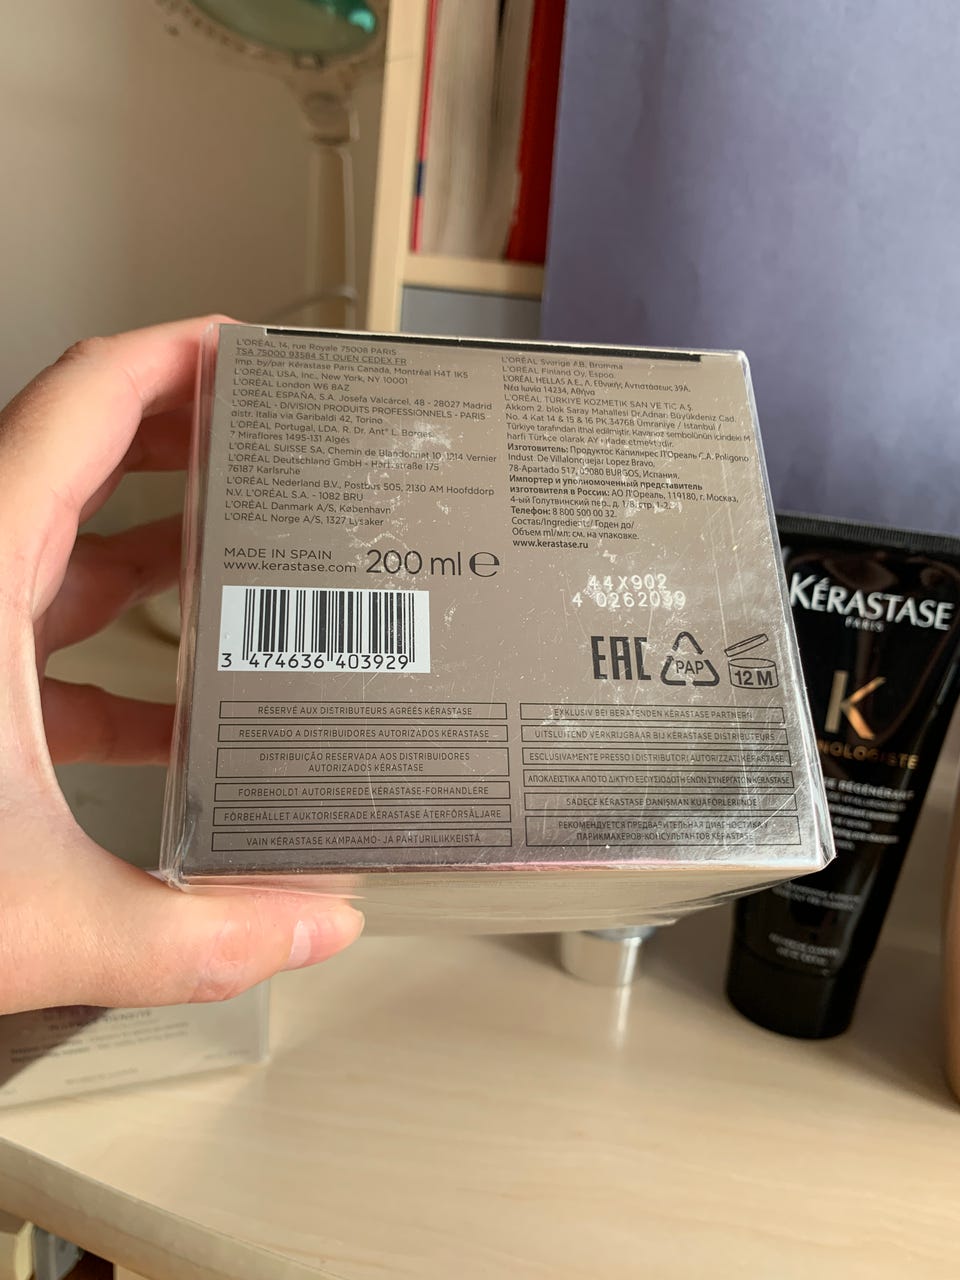 L'ORÉAL 14, rue Royale 75008 PARIS
TSA 75000 93584 ST OUEN CEDEX FR
Imp. by/par Kérastase Paris Canada, Montréal H4T 1K5
L'ORÉAL USA, Inc., New York, NY 10001
L'ORÉAL London W6 8AZ
L'ORÉAL ESPAÑA, S.A. Josefa Valcárcel, 48 - 28027 Madrid
L'ORÉAL - DIVISION PRODUITS PROFESSIONNELS - PARIS
distr. Italia via Garibaldi 42, Torino
L'ORÉAL Portugal, LDA. R. Dr. Antº L. Borges,
7 Miraflores 1495-131 Algés
L'ORÉAL SUISSE SA, Chemin de Blandonnet 10, 1214 Vernier
L'ORÉAL Deutschland GmbH - Hertzstraße 175
76187 Karlsruhe
L'ORÉAL Nederland B.V., Postbus 505, 2130 AM Hoofddorp
N.V. L'ORÉAL S.A. - 1082 BRU
L'ORÉAL Danmark A/S, København
L'ORÉAL Norge A/S, 1327 Lysaker
MADE IN SPAIN
www.kerastase.com 200 ml e
3 474636 403929
L'ORÉAL Sverige AB, Bromma
L'ORÉAL Finland Oy, Espoo
L'ORÉAL HELLAS A.E., Λ. Εθνικής Αντιστάσεως 39Α,
Νέα Ιωνία 14234, Αθήνα
L'ORÉAL TÜRKİYE KOZMETİK SAN VE TİC A.Ş.
Akkom 2. blok Saray Mahallesi Dr.Adnan Büyükdeniz Cad.
No. 4 Kat 14 & 15 & 16 PK.34768 Ümraniye / İstanbul /
Türkiye tarafından ithal edilmiştir. Kavanoz sembolünün içindeki M
harfi Türkçe olarak AY ifade etmektedir.
Изготовитель: Продуктос Капилярес Л'Ореаль С.А. Poligono
Indust. De Villalonquejar Lopez Bravo,
78-Apartado 517, 09080 BURGOS, Испания.
Импортер и уполномоченный представитель
изготовителя в России: АО Л'Ореаль, 119180, г. Москва,
4-ый Голутвинский пер., д. 1/8, стр. 1-2,
Телефон: 8 800 500 00 32.
Состав/Ingredients/ Годен до/
Объем ml/мл: см. на упаковке.
www.kerastase.ru
44X902
4 0262039
EAC PAP 12 M
RÉSERVÉ AUX DISTRIBUTEURS AGRÉÉS KÉRASTASE
RESERVADO A DISTRIBUIDORES AUTORIZADOS KÉRASTASE
DISTRIBUIÇÃO RESERVADA AOS DISTRIBUIDORES
AUTORIZADOS KÉRASTASE
FORBEHOLDT AUTORISEREDE KÉRASTASE-FORHANDLERE
FÖRBEHÅLLET AUKTORISERADE KÉRASTASE ÅTERFÖRSÄLJARE
VAIN KÉRASTASE KAMPAAMO- JA PARTURILIIKKEISTÄ
EXKLUSIV BEI BERATENDEN KÉRASTASE PARTNERN
UITSLUITEND VERKRIJGBAAR BIJ KÉRASTASE DISTRIBUTEURS
ESCLUSIVAMENTE PRESSO I DISTRIBUTORI AUTORIZZATI KÉRASTASE
ΑΠΟΚΛΕΙΣΤΙΚΑ ΑΠΟ ΤΟ ΔΙΚΤΥΟ ΕΞΟΥΣΙΟΔΟΤΗΜΕΝΩΝ ΣΥΝΕΡΓΑΤΩΝ KÉRASTASE
SADECE KÉRASTASE DANIŞMAN KUAFÖRLERİNDE
РЕКОМЕНДУЕТСЯ ПРЕДВАРИТЕЛЬНАЯ ДИАГНОСТИКА У
ПАРИКМАХЕРОВ-КОНСУЛЬТАНТОВ KÉRASTASE
KÉRASTASE
PARIS
K